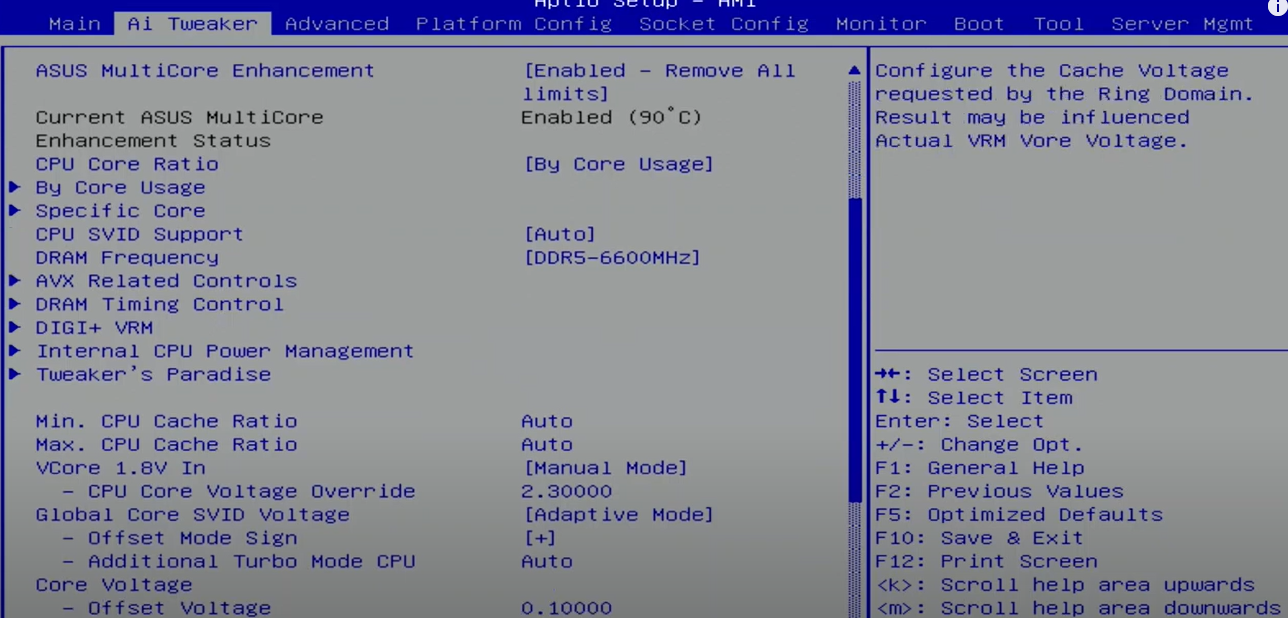 Aptio Setup - AMI
Main Ai Tweaker Advanced Platform Config Socket Config Monitor Boot Tool Server Mgmt
ASUS MultiCore Enhancement [Enabled - Remove All
limits]
Current ASUS MultiCore Enabled (90°C)
Enhancement Status
CPU Core Ratio [By Core Usage]
By Core Usage
Specific Core
CPU SVID Support [Auto]
DRAM Frequency [DDR5-6600MHz]
AVX Related Controls
DRAM Timing Control
DIGI+ VRM
Internal CPU Power Management
Tweaker's Paradise
Min. CPU Cache Ratio Auto
Max. CPU Cache Ratio Auto
VCore 1.8V In [Manual Mode]
- CPU Core Voltage Override 2.30000
Global Core SVID Voltage [Adaptive Mode]
- Offset Mode Sign [+]
- Additional Turbo Mode CPU Auto
Core Voltage
- Offset Voltage 0.10000
Configure the Cache Voltage
requested by the Ring Domain.
Result may be influenced
Actual VRM Vore Voltage.
→←: Select Screen
↑↓: Select Item
Enter: Select
+/-: Change Opt.
F1: General Help
F2: Previous Values
F5: Optimized Defaults
F10: Save & Exit
F12: Print Screen
<k>: Scroll help area upwards
<m>: Scroll help area downwards